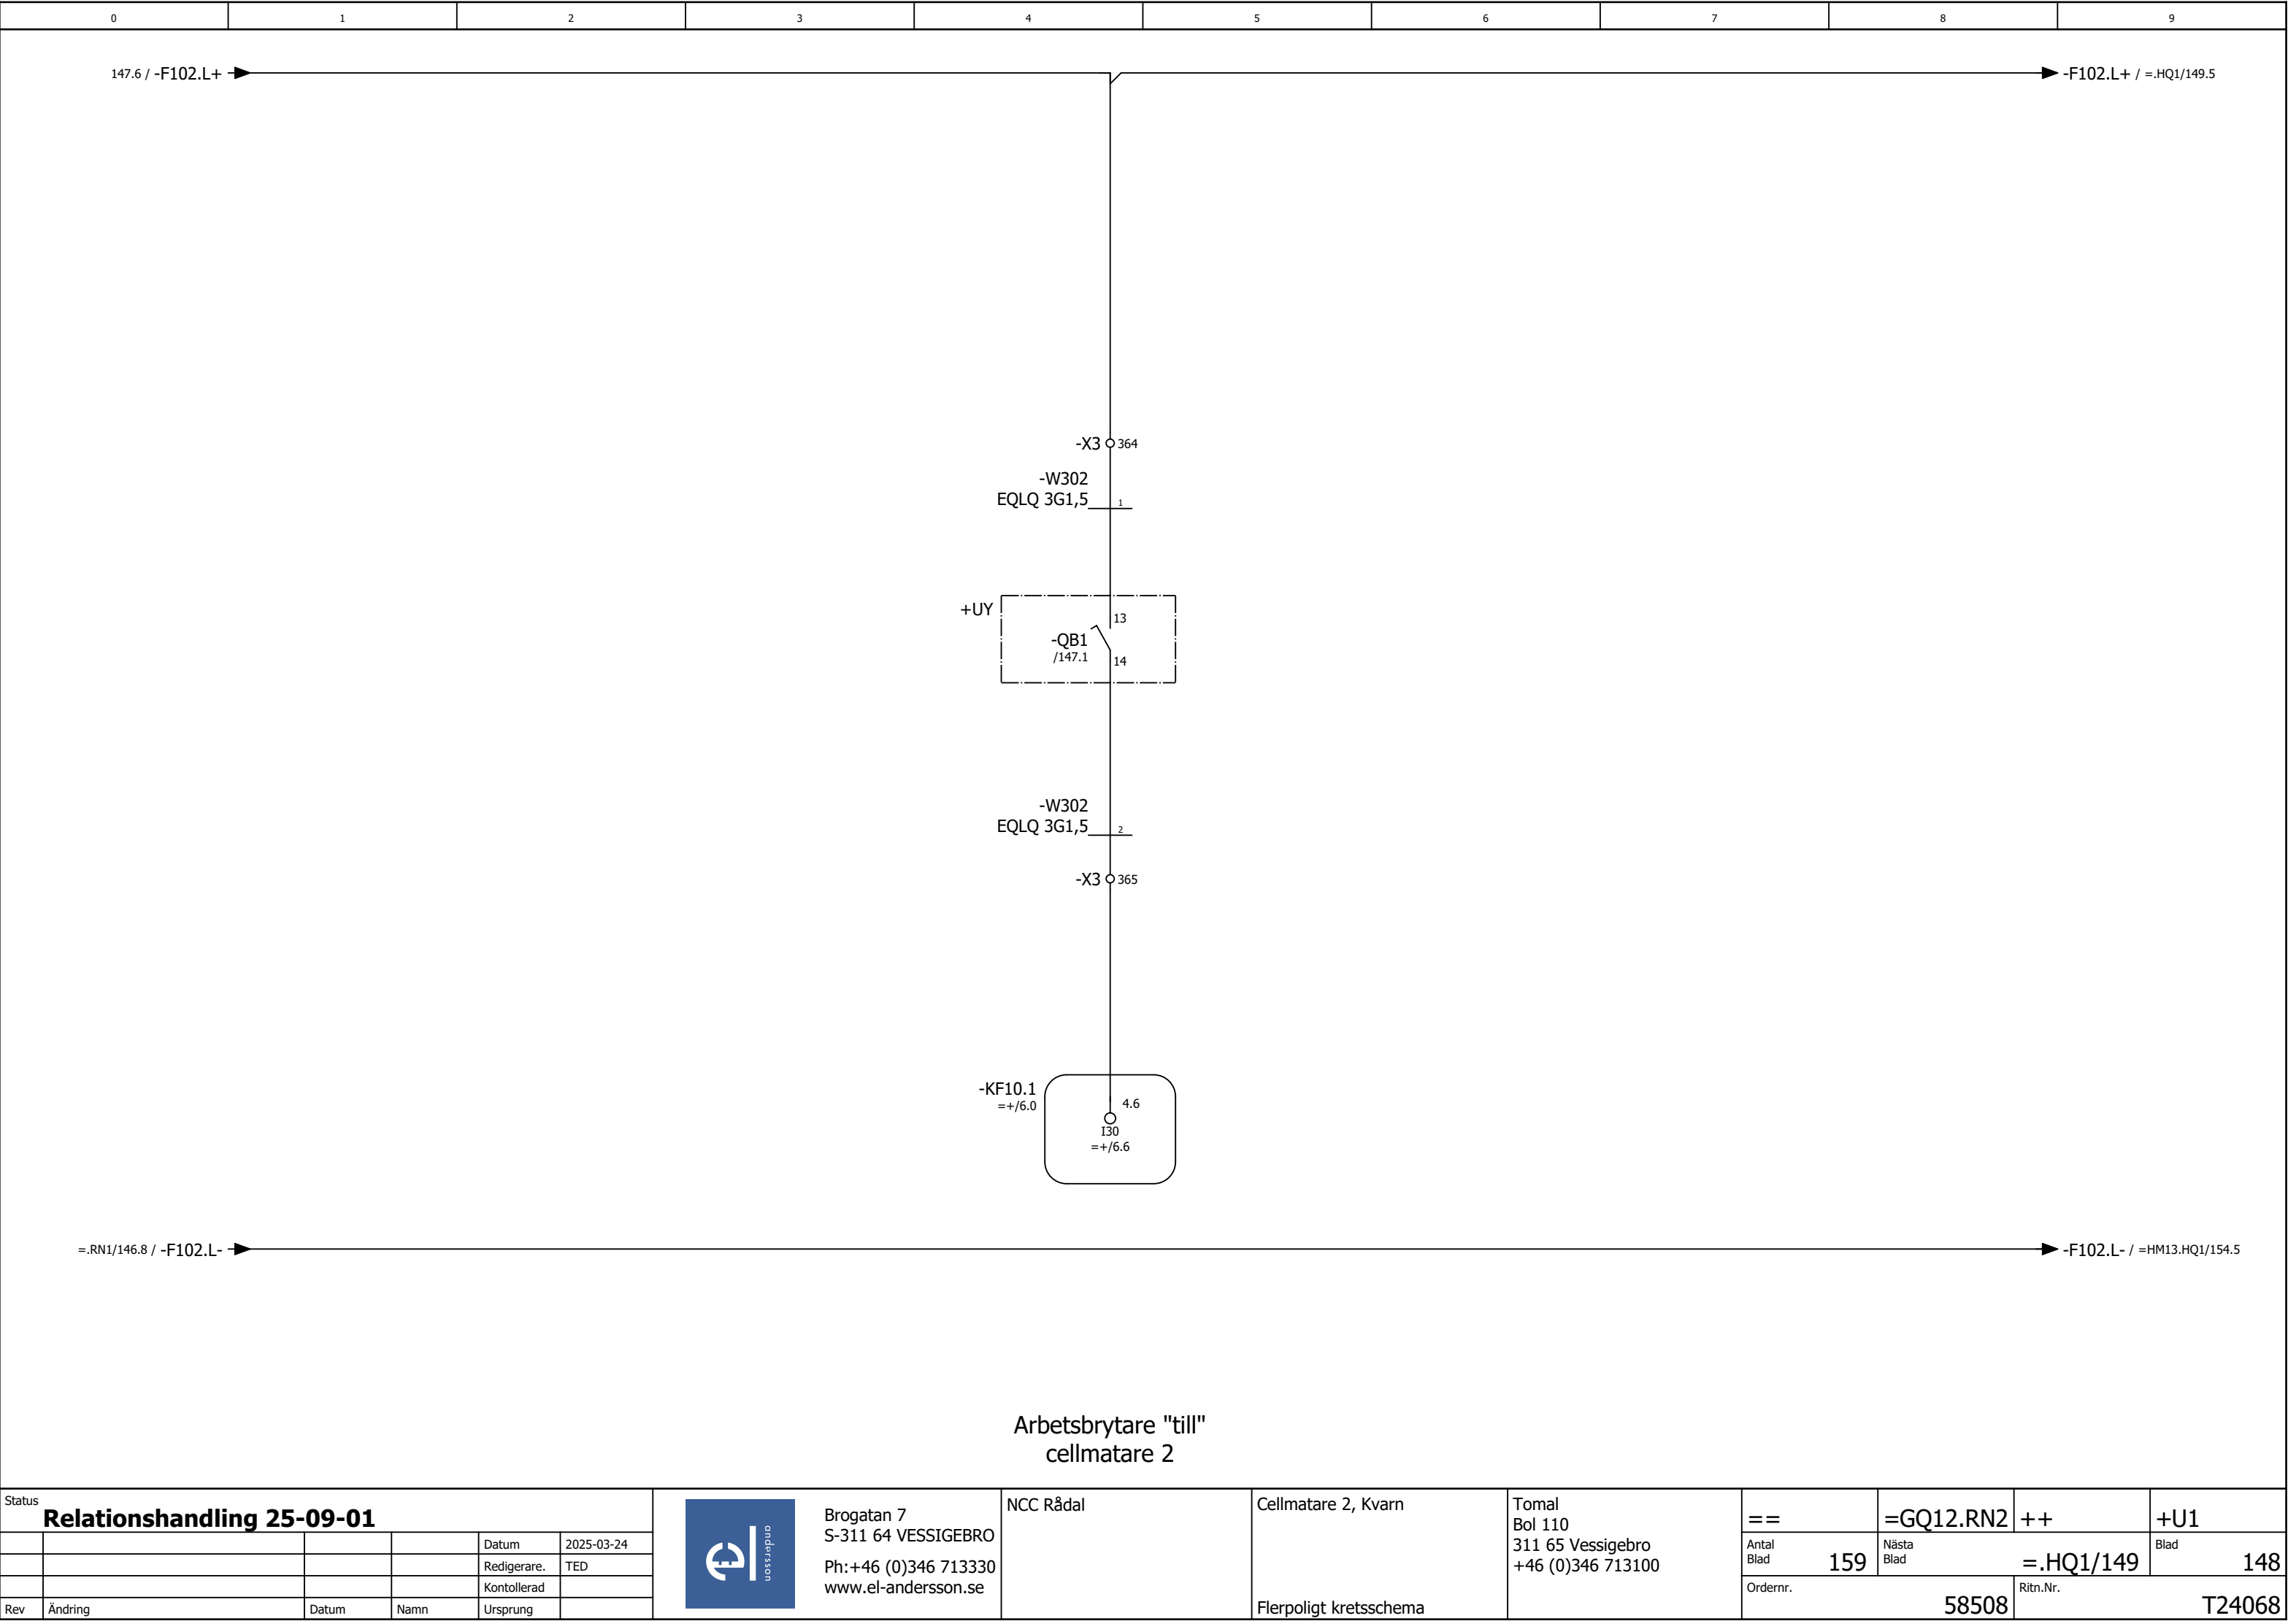 0 1 2 3 4 5 6 7 8 9
147.6 / -F102.L+
-F102.L+ / =.HQ1/149.5
-X3 364
-W302
EQLQ 3G1,5 1
+UY
13
-QB1
/147.1
14
-W302
EQLQ 3G1,5 2
-X3 365
-KF10.1
=+/6.0
4.6
I30
=+/6.6
=.RN1/146.8 / -F102.L-
-F102.L- / =HM13.HQ1/154.5
Arbetsbrytare "till"
cellmatare 2
Status
Relationshandling 25-09-01
Datum 2025-03-24
Redigerare. TED
Kontollerad
Rev Ändring Datum Namn Ursprung
el andersson
Brogatan 7
S-311 64 VESSIGEBRO
Ph:+46 (0)346 713330
www.el-andersson.se
NCC Rådal
Cellmatare 2, Kvarn
Flerpoligt kretsschema
Tomal
Bol 110
311 65 Vessigebro
+46 (0)346 713100
== =GQ12.RN2 ++ +U1
Antal
Blad 159
Nästa
Blad =.HQ1/149
Blad 148
Ordernr. 58508
Ritn.Nr. T24068